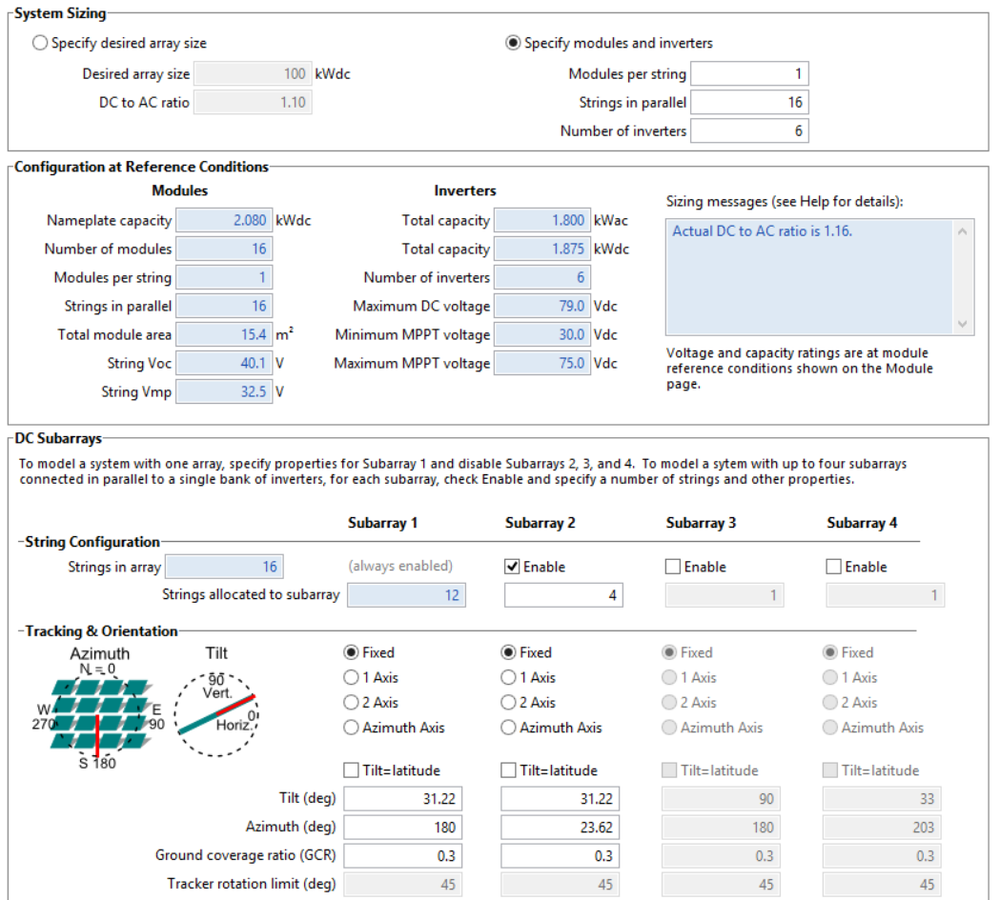 System Sizing
Specify desired array size
Specify modules and inverters
Desired array size 100 kWdc
Modules per string 1
DC to AC ratio 1.10
Strings in parallel 16
Number of inverters 6
Configuration at Reference Conditions
Modules
Inverters
Sizing messages (see Help for details):
Nameplate capacity 2.080 kWdc
Total capacity 1.800 kWac
Actual DC to AC ratio is 1.16.
Number of modules 16
Total capacity 1.875 kWdc
Modules per string 1
Number of inverters 6
Strings in parallel 16
Maximum DC voltage 79.0 Vdc
Total module area 15.4 m²
Minimum MPPT voltage 30.0 Vdc
String Voc 40.1 V
Maximum MPPT voltage 75.0 Vdc
String Vmp 32.5 V
Voltage and capacity ratings are at module
reference conditions shown on the Module
page.
DC Subarrays
To model a system with one array, specify properties for Subarray 1 and disable Subarrays 2, 3, and 4. To model a sytem with up to four subarrays
connected in parallel to a single bank of inverters, for each subarray, check Enable and specify a number of strings and other properties.
Subarray 1 Subarray 2 Subarray 3 Subarray 4
-String Configuration
Strings in array 16 (always enabled) Enable Enable Enable
Strings allocated to subarray 12 4 1 1
-Tracking & Orientation
Azimuth
N = 0
W
270
E
90
S 180
Tilt
90
Vert.
0
Horiz.
Fixed Fixed Fixed Fixed
1 Axis 1 Axis 1 Axis 1 Axis
2 Axis 2 Axis 2 Axis 2 Axis
Azimuth Axis Azimuth Axis Azimuth Axis Azimuth Axis
Tilt=latitude Tilt=latitude Tilt=latitude Tilt=latitude
Tilt (deg) 31.22 31.22 90 33
Azimuth (deg) 180 23.62 180 203
Ground coverage ratio (GCR) 0.3 0.3 0.3 0.3
Tracker rotation limit (deg) 45 45 45 45